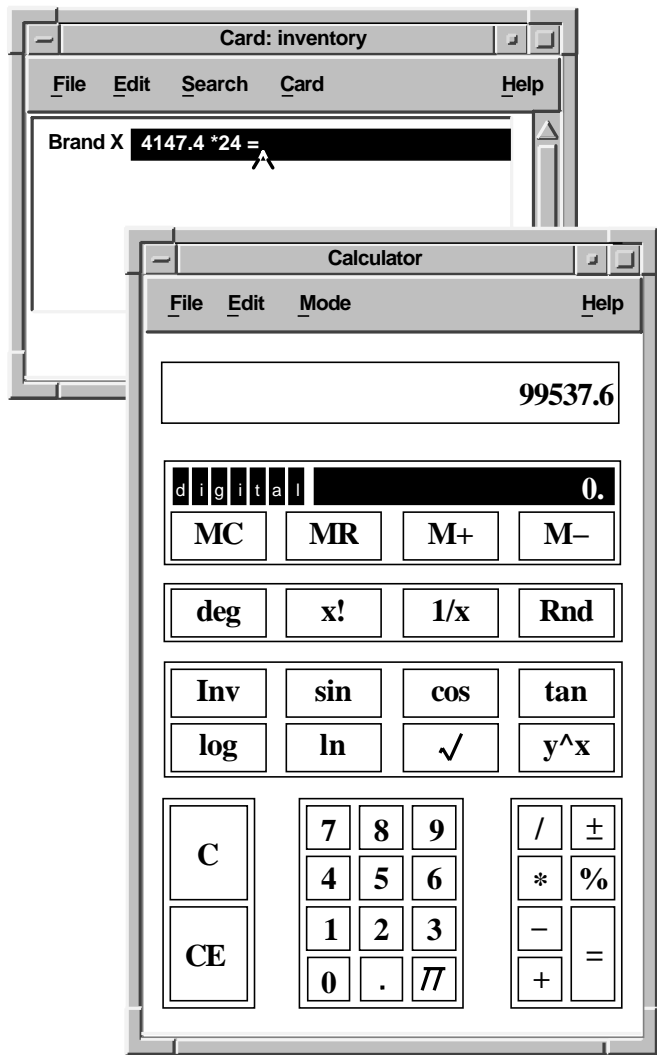 Card: inventory
File Edit Search Card Help
Brand X 4147.4 *24 =
Calculator
File Edit Mode Help
99537.6
digital 0.
MC MR M+ M−
deg x! 1/x Rnd
Inv sin cos tan
log ln √ y^x
C 7 8 9 / ±
4 5 6 * %
CE 1 2 3 − =
0 . π +